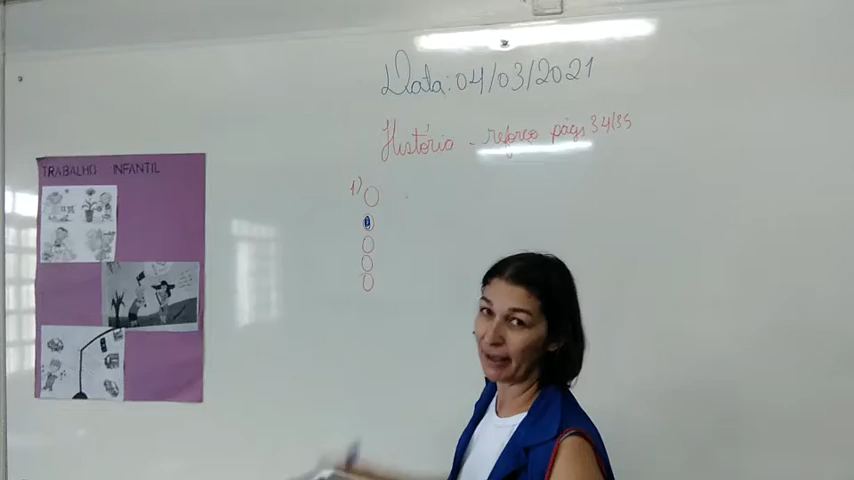 Data: 04/03/2021
História - reforço págs 34/35
TRABALHO INFANTIL
1)